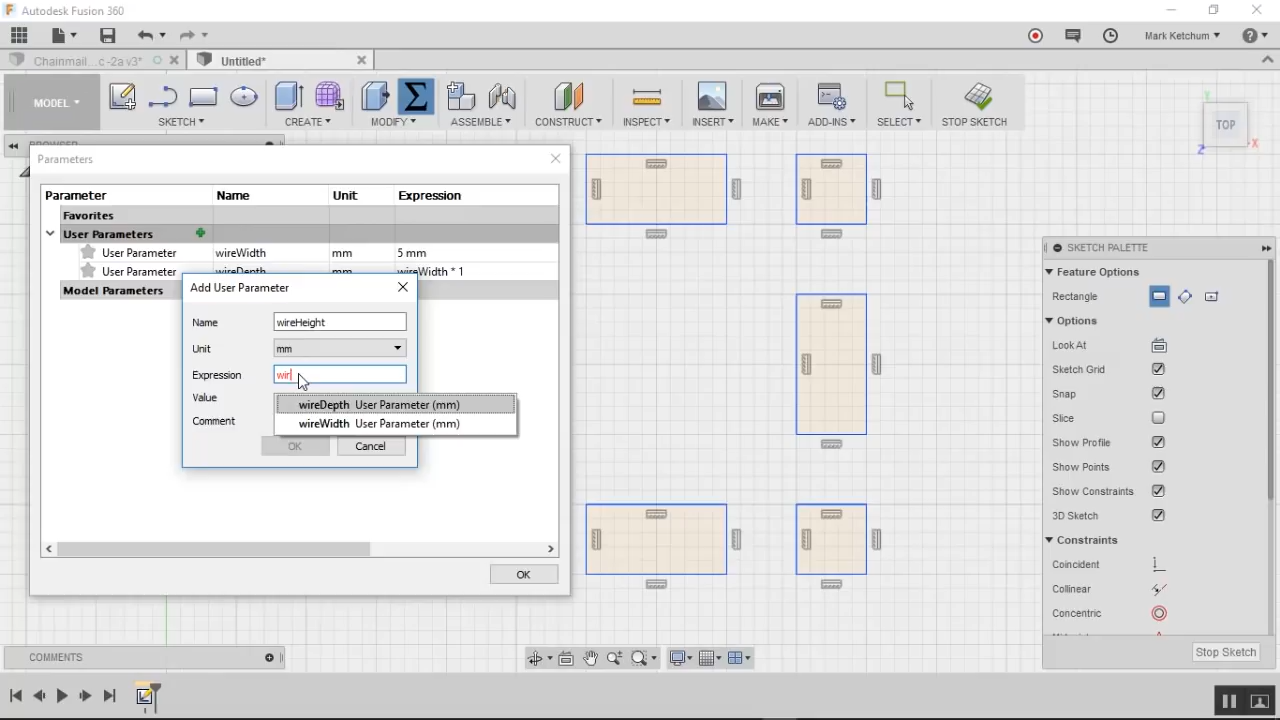 Autodesk Fusion 360
Mark Ketchum
Chainmail...c-2a v3*
Untitled*
MODEL
SKETCH
CREATE
MODIFY
ASSEMBLE
CONSTRUCT
INSPECT
INSERT
MAKE
ADD-INS
SELECT
STOP SKETCH
TOP
Y
X
Z
BROWSER
Parameters
Parameter Name Unit Expression
Favorites
User Parameters
User Parameter wireWidth mm 5 mm
User Parameter wireDepth mm wireWidth * 1
Model Parameters
Add User Parameter
Name wireHeight
Unit mm
Expression wir
Value
wireDepth User Parameter (mm)
wireWidth User Parameter (mm)
Comment
OK Cancel
OK
SKETCH PALETTE
Feature Options
Rectangle
Options
Look At
Sketch Grid
Snap
Slice
Show Profile
Show Points
Show Constraints
3D Sketch
Constraints
Coincident
Collinear
Concentric
Stop Sketch
COMMENTS